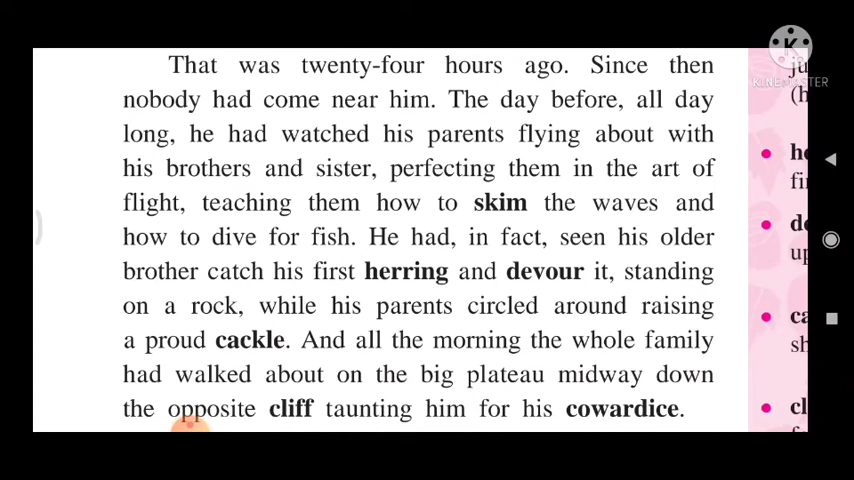 That was twenty-four hours ago. Since then
nobody had come near him. The day before, all day
long, he had watched his parents flying about with
his brothers and sister, perfecting them in the art of
flight, teaching them how to skim the waves and
how to dive for fish. He had, in fact, seen his older
brother catch his first herring and devour it, standing
on a rock, while his parents circled around raising
a proud cackle. And all the morning the whole family
had walked about on the big plateau midway down
the opposite cliff taunting him for his cowardice.
K
KINEMASTER